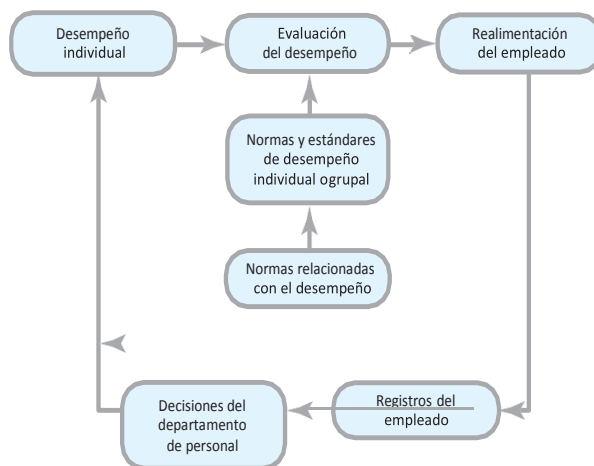 Desempeño
individual
Evaluación
del desempeño
Realimentación
del empleado
Normas y estándares
de desempeño
individual ogrupal
Normas relacionadas
con el desempeño
Decisiones del
departamento
de personal
Registros del
empleado